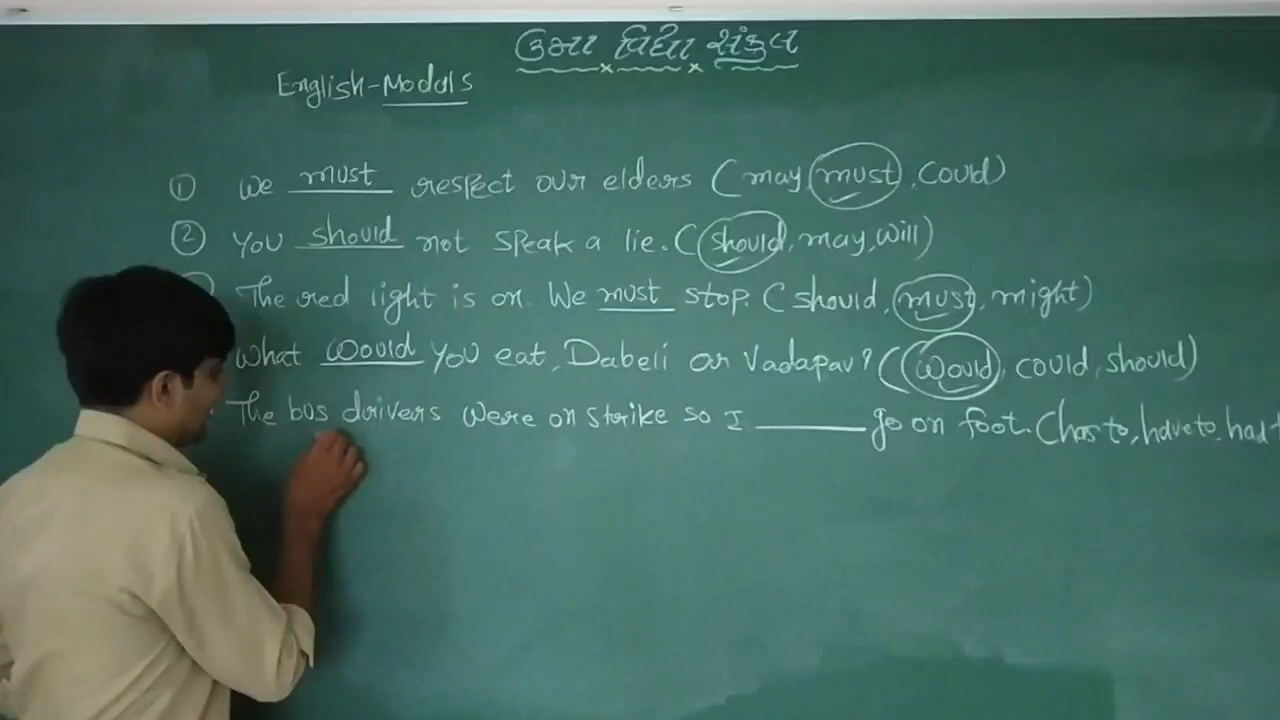 ઉમા વિદ્યા સંકુલ
English-Modals
① We must respect our elders (may, must, could)
② You should not speak a lie. (should, may, will)
The red light is on. We must stop. (should, must, might)
What would you eat, Dabeli or Vadapav? (would, could, should)
The bus drivers were on strike so I ______ go on foot. (has to, have to, had